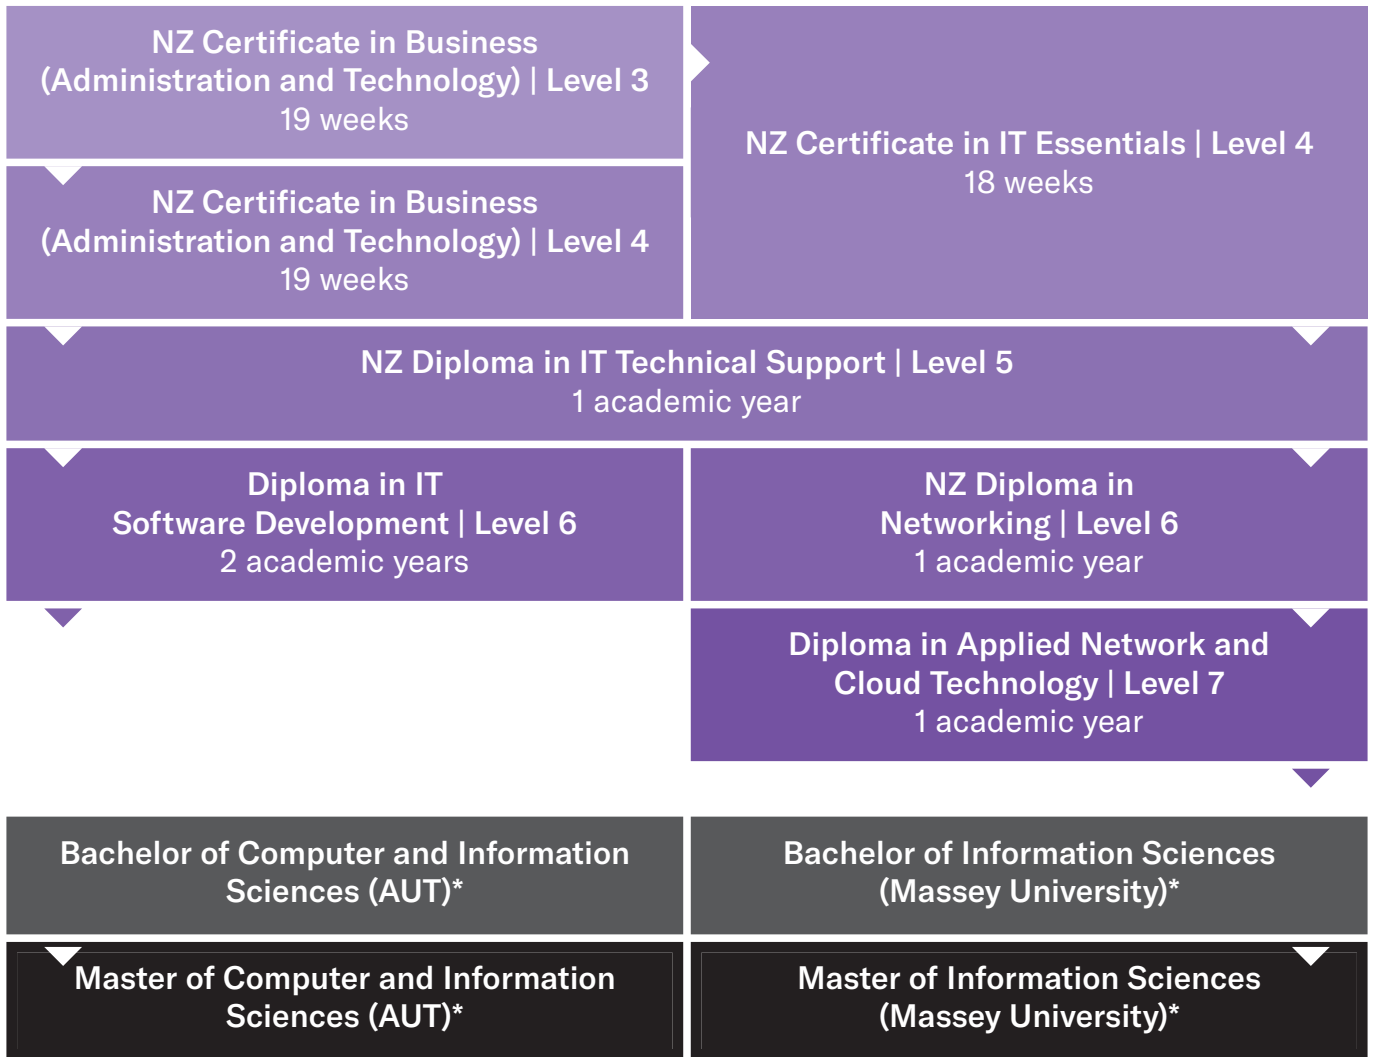 NZ Certificate in Business
(Administration and Technology) | Level 3
19 weeks
NZ Certificate in IT Essentials | Level 4
18 weeks
NZ Certificate in Business
(Administration and Technology) | Level 4
19 weeks
NZ Diploma in IT Technical Support | Level 5
1 academic year
Diploma in IT
Software Development | Level 6
2 academic years
NZ Diploma in
Networking | Level 6
1 academic year
Diploma in Applied Network and
Cloud Technology | Level 7
1 academic year
Bachelor of Computer and Information
Sciences (AUT)*
Bachelor of Information Sciences
(Massey University)*
Master of Computer and Information
Sciences (AUT)*
Master of Information Sciences
(Massey University)*